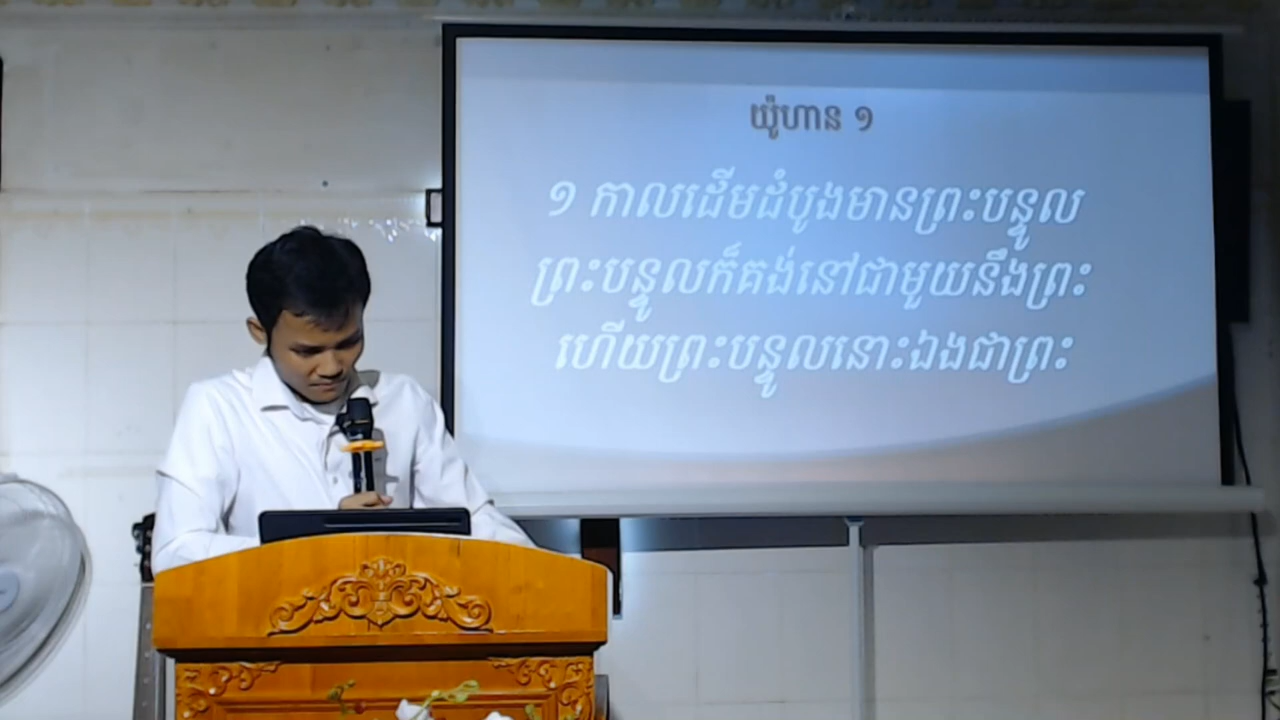 យ៉ូហាន ១
១ កាលដើមដំបូងមានព្រះបន្ទូល
ព្រះបន្ទូលក៏គង់នៅជាមួយនឹងព្រះ
ហើយព្រះបន្ទូលនោះឯងជាព្រះ